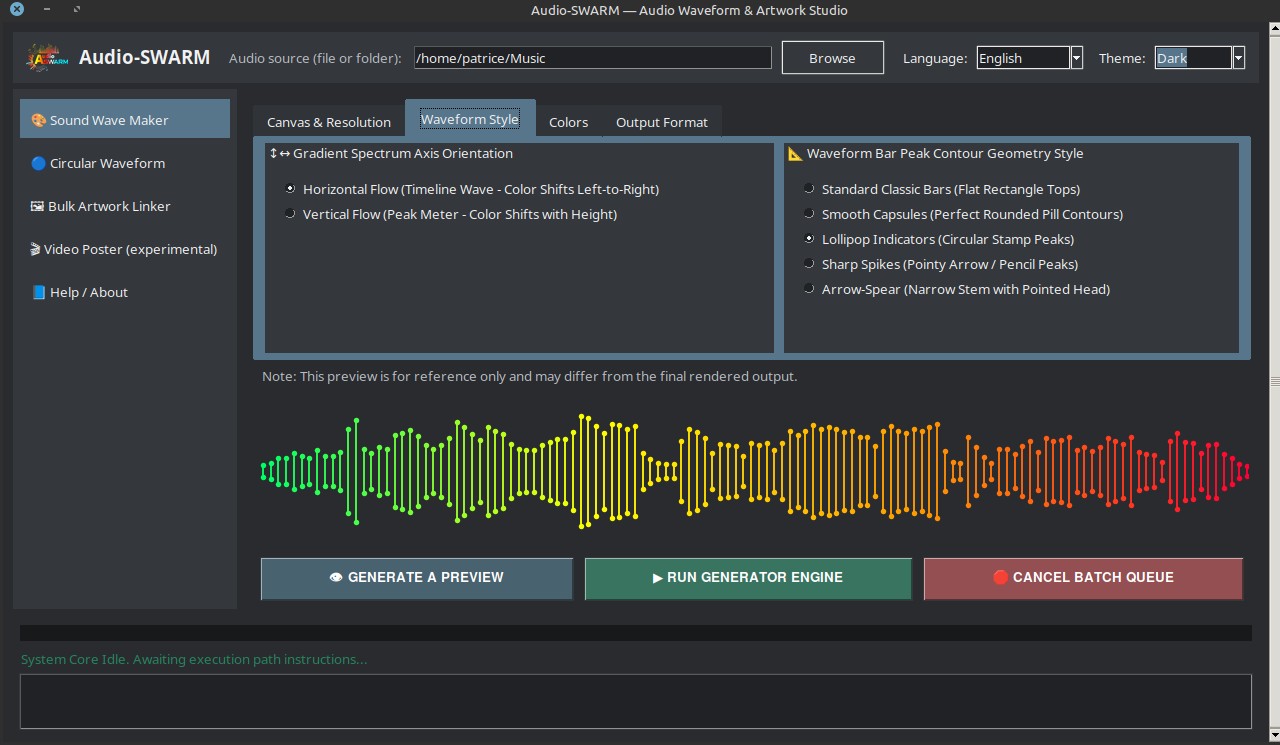 Audio-SWARM — Audio Waveform & Artwork Studio
Audio-SWARM
Audio source (file or folder):
/home/patrice/Music
Browse
Language:
English
Theme:
Dark
Sound Wave Maker
Circular Waveform
Bulk Artwork Linker
Video Poster (experimental)
Help / About
Canvas & Resolution
Waveform Style
Colors
Output Format
Gradient Spectrum Axis Orientation
Horizontal Flow (Timeline Wave - Color Shifts Left-to-Right)
Vertical Flow (Peak Meter - Color Shifts with Height)
Waveform Bar Peak Contour Geometry Style
Standard Classic Bars (Flat Rectangle Tops)
Smooth Capsules (Perfect Rounded Pill Contours)
Lollipop Indicators (Circular Stamp Peaks)
Sharp Spikes (Pointy Arrow / Pencil Peaks)
Arrow-Spear (Narrow Stem with Pointed Head)
Note: This preview is for reference only and may differ from the final rendered output.
GENERATE A PREVIEW
RUN GENERATOR ENGINE
CANCEL BATCH QUEUE
System Core Idle. Awaiting execution path instructions...